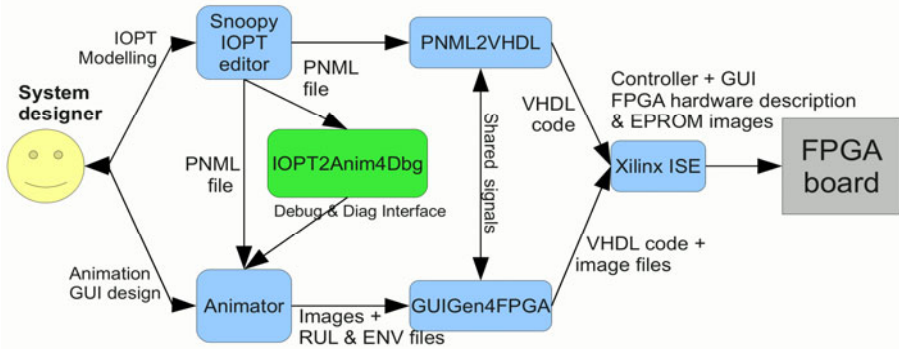 IOPT
Modelling
Snoopy
IOPT
editor
PNML2VHDL
System
designer
PNML
file
PNML
file
IOPT2Anim4Dbg
Debug & Diag Interface
Shared signals
VHDL
code
Controller + GUI
FPGA hardware description
& EPROM images
Xilinx ISE
FPGA
board
Animation
GUI design
Animator
Images +
RUL & ENV files
GUIGen4FPGA
VHDL code +
image files